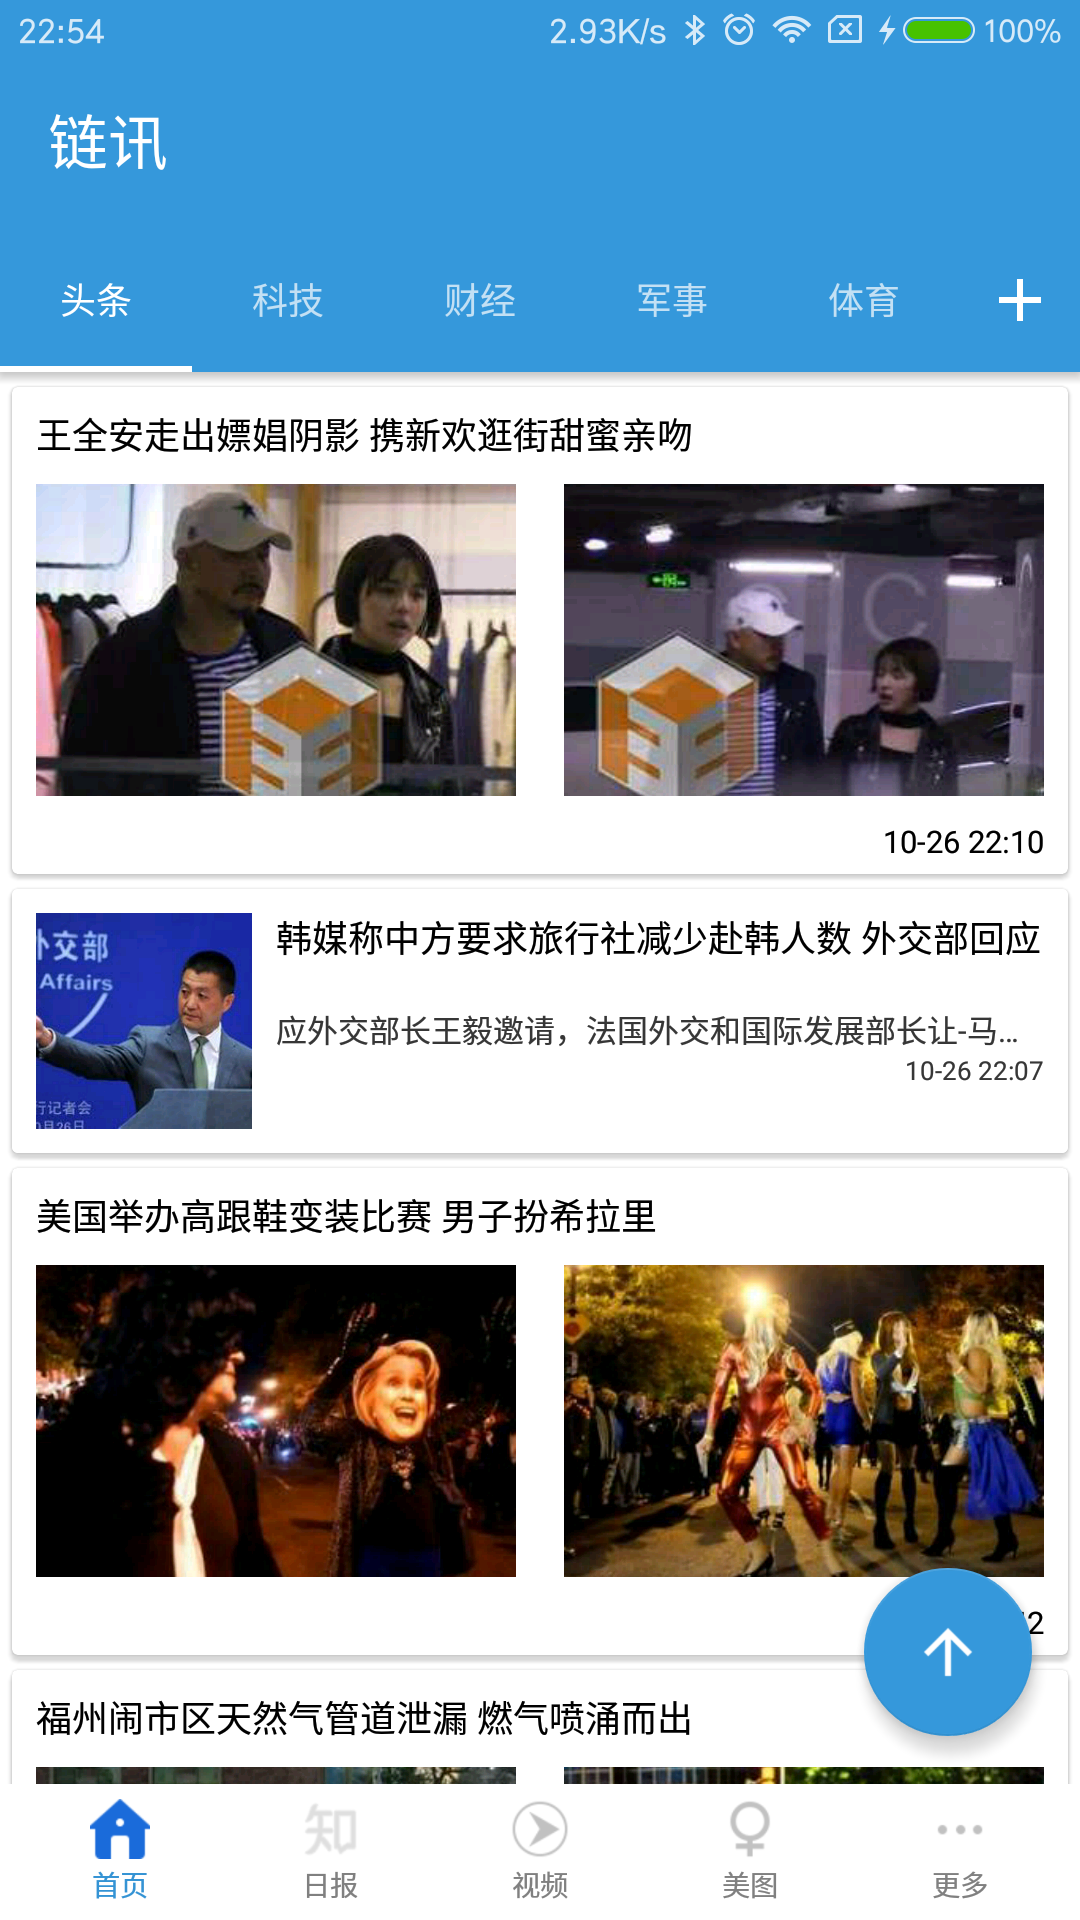 22:54 2.93K/s 100%
链讯
头条 科技 财经 军事 体育
王全安走出嫖娼阴影 携新欢逛街甜蜜亲吻
C
10-26 22:10
韩媒称中方要求旅行社减少赴韩人数 外交部回应
外交部
Affairs
行记者会
月26日
应外交部长王毅邀请，法国外交和国际发展部长让-马...
10-26 22:07
美国举办高跟鞋变装比赛 男子扮希拉里
2
福州闹市区天然气管道泄漏 燃气喷涌而出
知
首页 日报 视频 美图 更多